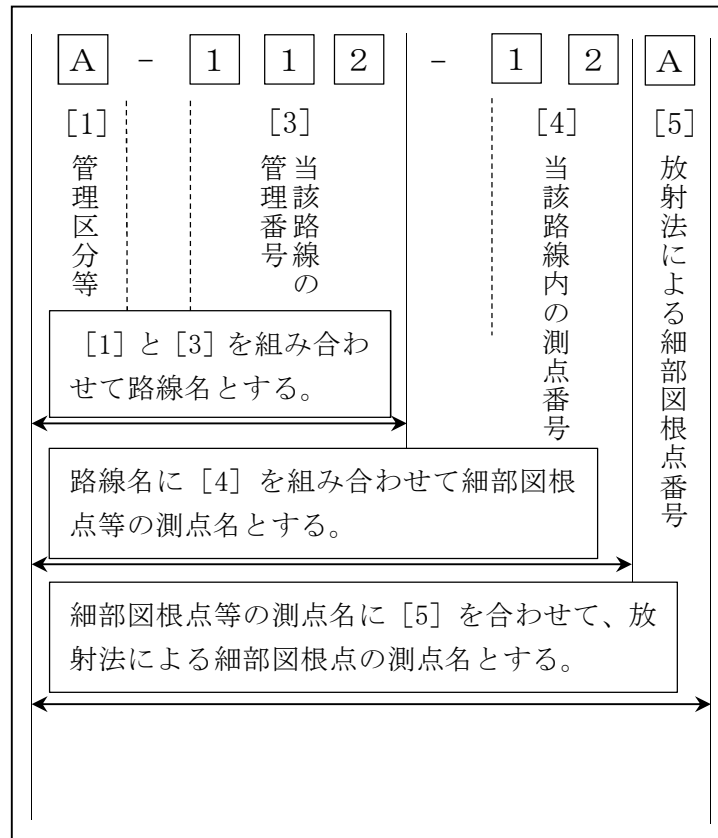 A - 1 1 2 - 1 2 A
[1]
管理区分等
[3]
当該路線の
管理番号
[4]
当該路線内の測点番号
[5]
放射法による細部図根点番号
[1]と[3]を組み合わ
せて路線名とする。
路線名に[4]を組み合わせて細部図根
点等の測点名とする。
細部図根点等の測点名に[5]を合わせて、放
射法による細部図根点の測点名とする。